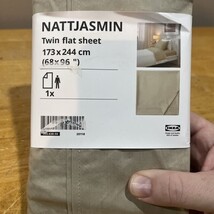 NATTJASMIN
Twin flat sheet
173x244 cm
(68x96 ")
1x
IKEA